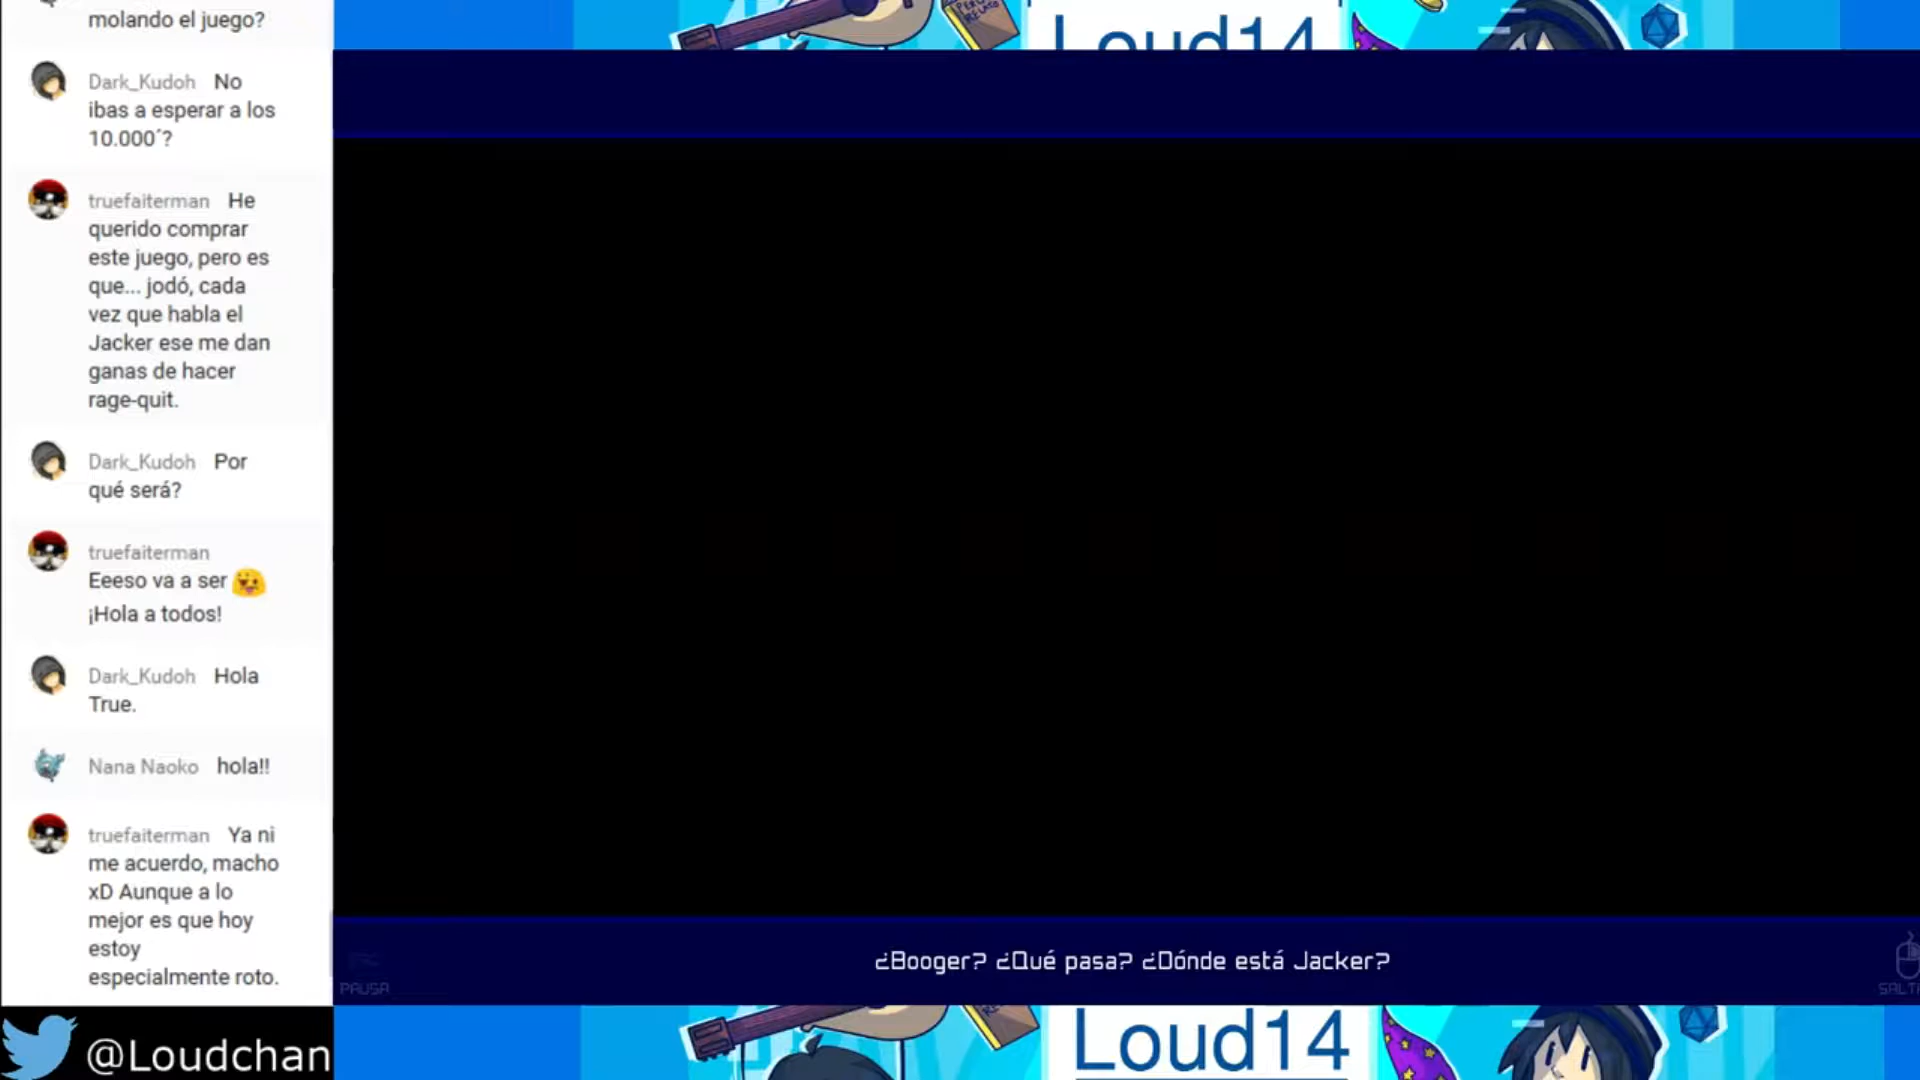 molando el juego?
Dark_Kudoh No
ibas a esperar a los
10.000´?
truefaiterman He
querido comprar
este juego, pero es
que... jodó, cada
vez que habla el
Jacker ese me dan
ganas de hacer
rage-quit.
Dark_Kudoh Por
qué será?
truefaiterman
Eeeso va a ser
¡Hola a todos!
Dark_Kudoh Hola
True.
Nana Naoko hola!!
truefaiterman Ya ni
me acuerdo, macho
xD Aunque a lo
mejor es que hoy
estoy
especialmente roto.
@Loudchan
Loud14
¿Booger? ¿Qué pasa? ¿Dónde está Jacker?
PAUSA
SALTA
Loud14